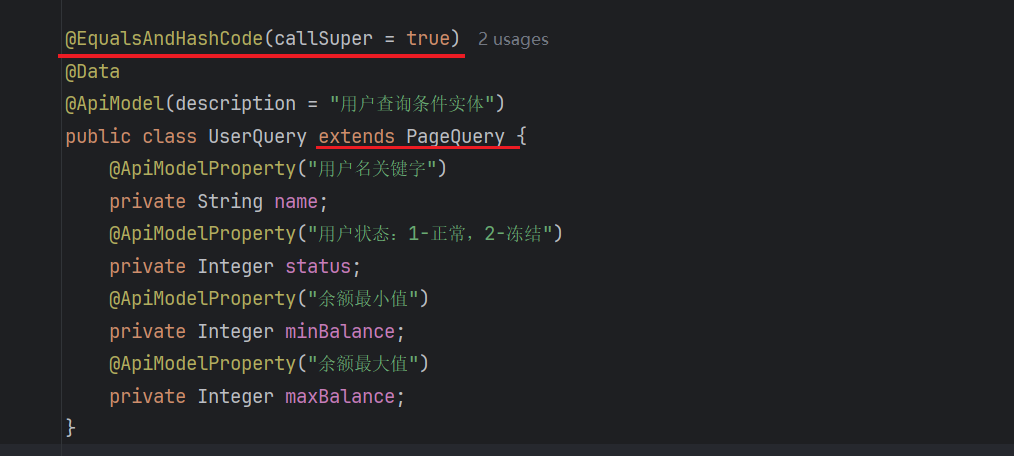 @EqualsAndHashCode(callSuper = true) 2 usages
@Data
@ApiModel(description = "用户查询条件实体")
public class UserQuery extends PageQuery {
@ApiModelProperty("用户名关键字")
private String name;
@ApiModelProperty("用户状态：1-正常，2-冻结")
private Integer status;
@ApiModelProperty("余额最小值")
private Integer minBalance;
@ApiModelProperty("余额最大值")
private Integer maxBalance;
}